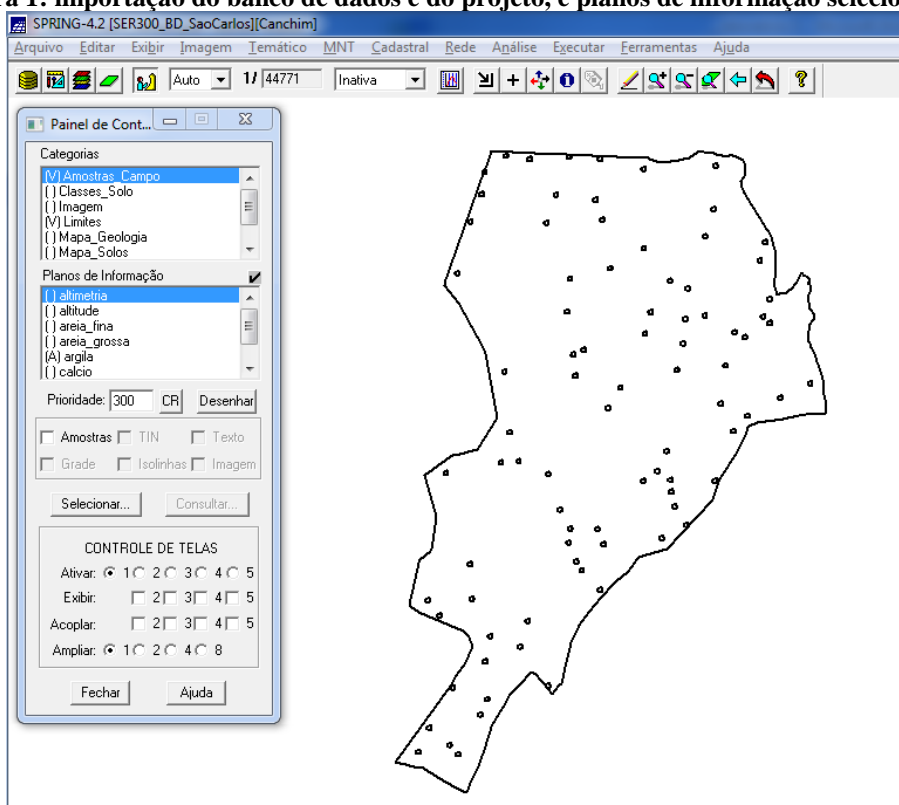 ra 1: Importação do banco de dados e do projeto, e planos de informação selecio
SPRING-4.2 [SER300_BD_SaoCarlos][Canchim]
Arquivo Editar Exibir Imagem Temático MNT Cadastral Rede Análise Executar Ferramentas Ajuda
Auto 1/ 44771 Inativa
Painel de Cont...
Categorias
(V) Amostras_Campo
( ) Classes_Solo
( ) Imagem
(V) Limites
( ) Mapa_Geologia
( ) Mapa_Solos
Planos de Informação
( ) altimetria
( ) altitude
( ) areia_fina
( ) areia_grossa
(A) argila
( ) calcio
Prioridade: 300 CR Desenhar
Amostras TIN Texto
Grade Isolinhas Imagem
Selecionar... Consultar...
CONTROLE DE TELAS
Ativar: 1 2 3 4 5
Exibir: 2 3 4 5
Acoplar: 2 3 4 5
Ampliar: 1 2 4 8
Fechar Ajuda